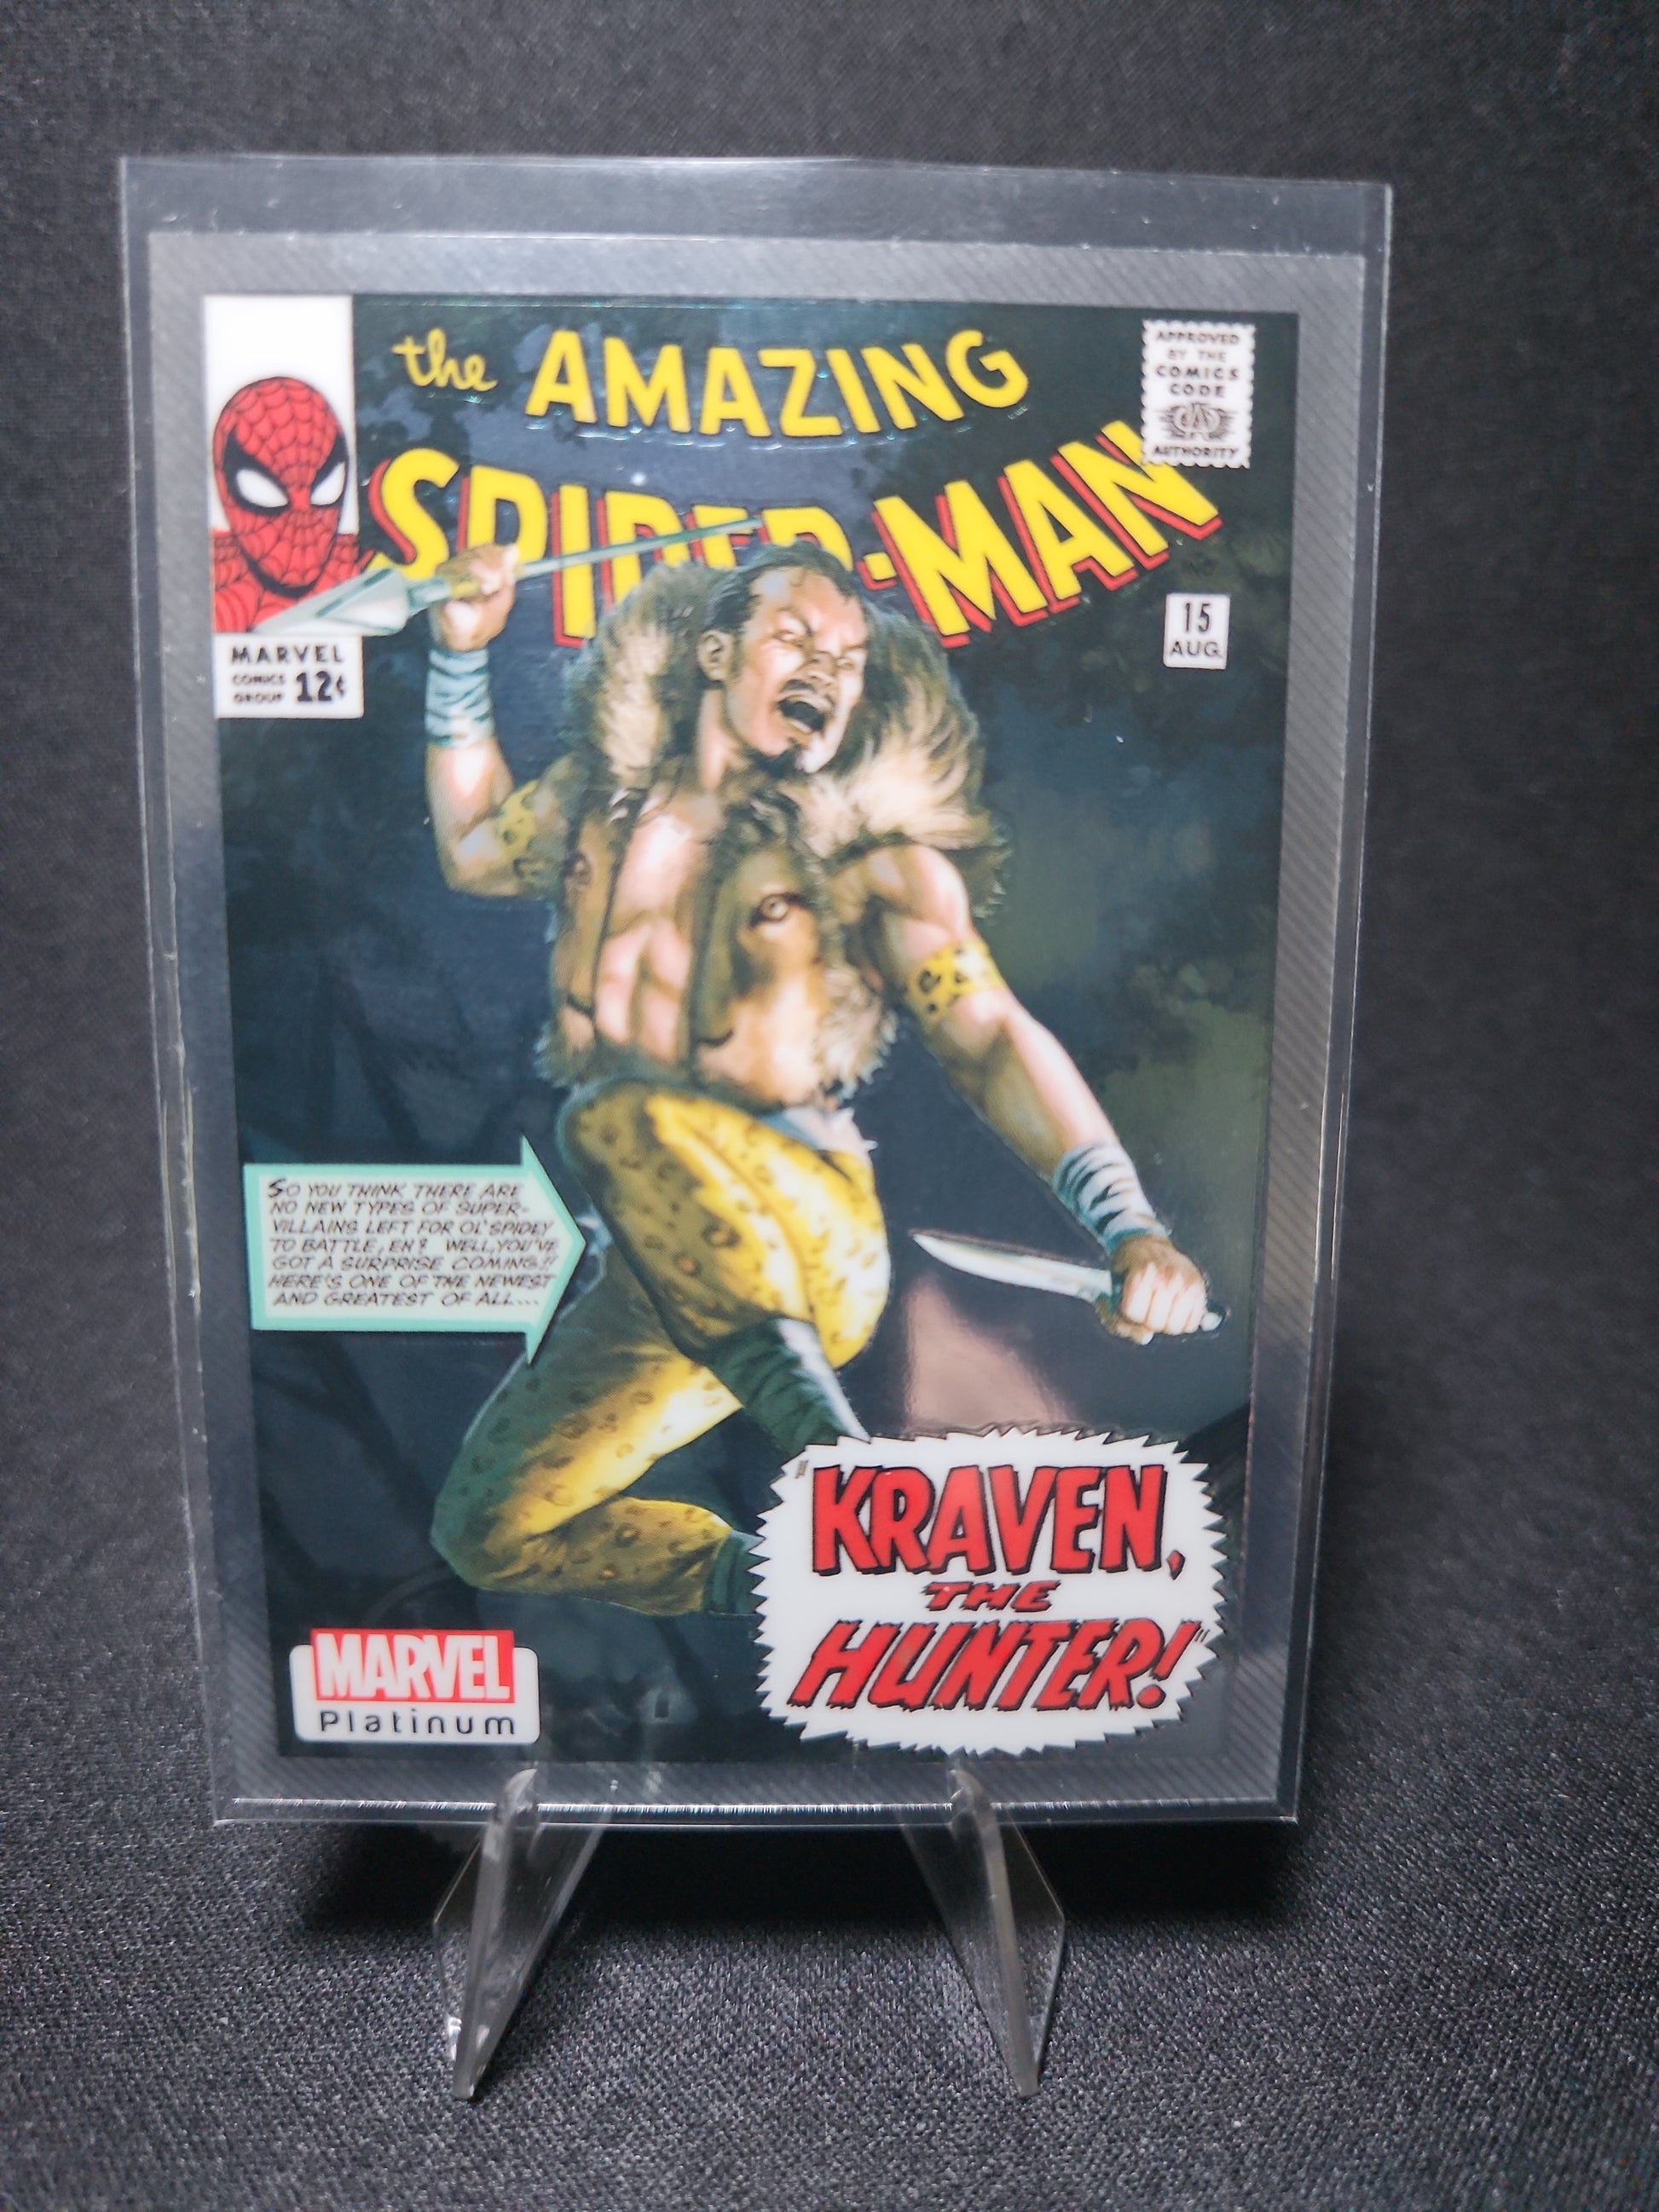 the AMAZING
SPIDER-MAN
APPROVED
BY THE
COMICS
CODE
CA
AUTHORITY
MARVEL
COMICS
GROUP 12¢
15
AUG.
SO YOU THINK THERE ARE
NO NEW TYPES OF SUPER-
VILLAINS LEFT FOR OL' SPIDEY
TO BATTLE, EH? WELL, YOU'VE
GOT A SURPRISE COMING!!
HERE'S ONE OF THE NEWEST
AND GREATEST OF ALL...
"KRAVEN,
THE
HUNTER!"
MARVEL
Platinum